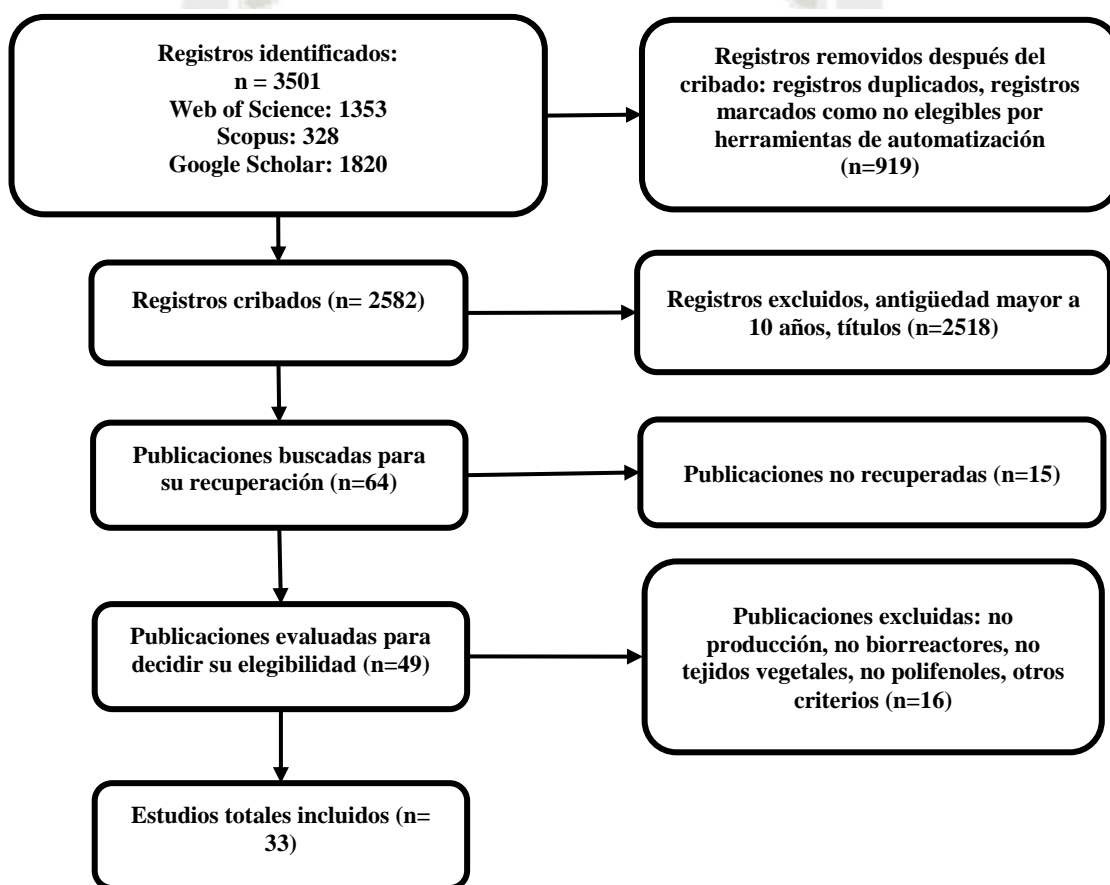 Registros identificados:
n = 3501
Web of Science: 1353
Scopus: 328
Google Scholar: 1820
Registros removidos después del
cribado: registros duplicados, registros
marcados como no elegibles por
herramientas de automatización
(n=919)
Registros cribados (n= 2582)
Registros excluidos, antigüedad mayor a
10 años, títulos (n=2518)
Publicaciones buscadas para
su recuperación (n=64)
Publicaciones no recuperadas (n=15)
Publicaciones evaluadas para
decidir su elegibilidad (n=49)
Publicaciones excluidas: no
producción, no biorreactores, no
tejidos vegetales, no polifenoles, otros
criterios (n=16)
Estudios totales incluidos (n=
33)